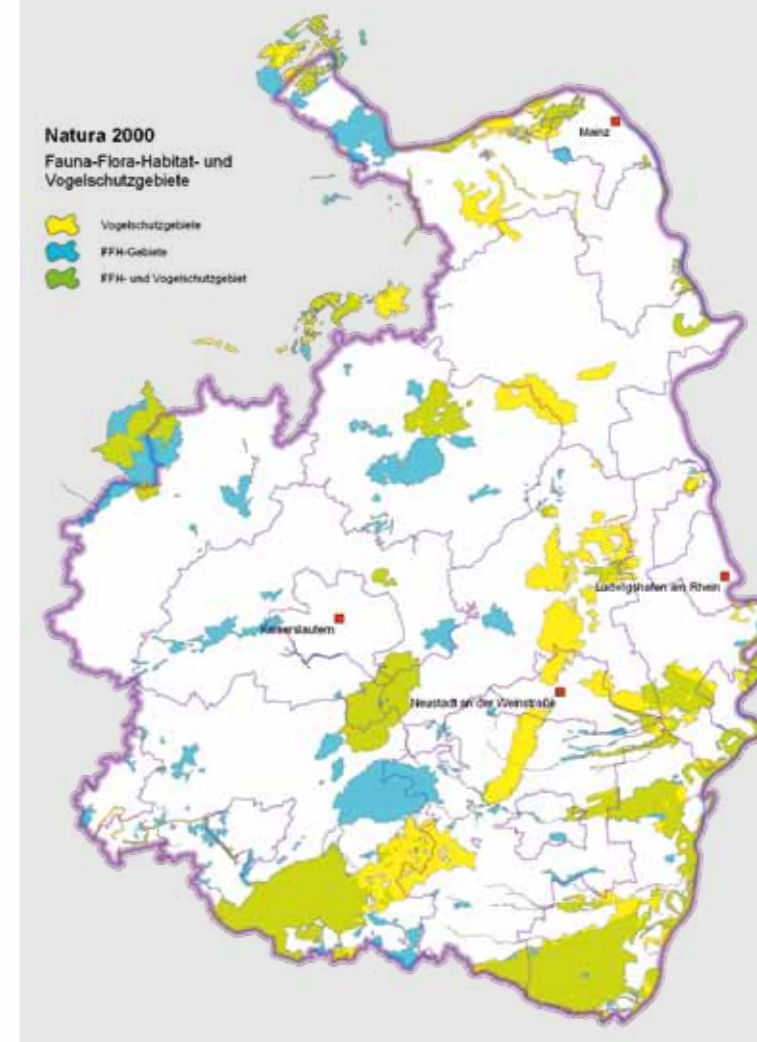 Natura 2000
Fauna-Flora-Habitat- und
Vogelschutzgebiete
Vogelschutzgebiete
FFH-Gebiete
FFH- und Vogelschutzgebiet
Mainz
Ludwigshafen am Rhein
Kaiserslautern
Neustadt an der Weinstraße